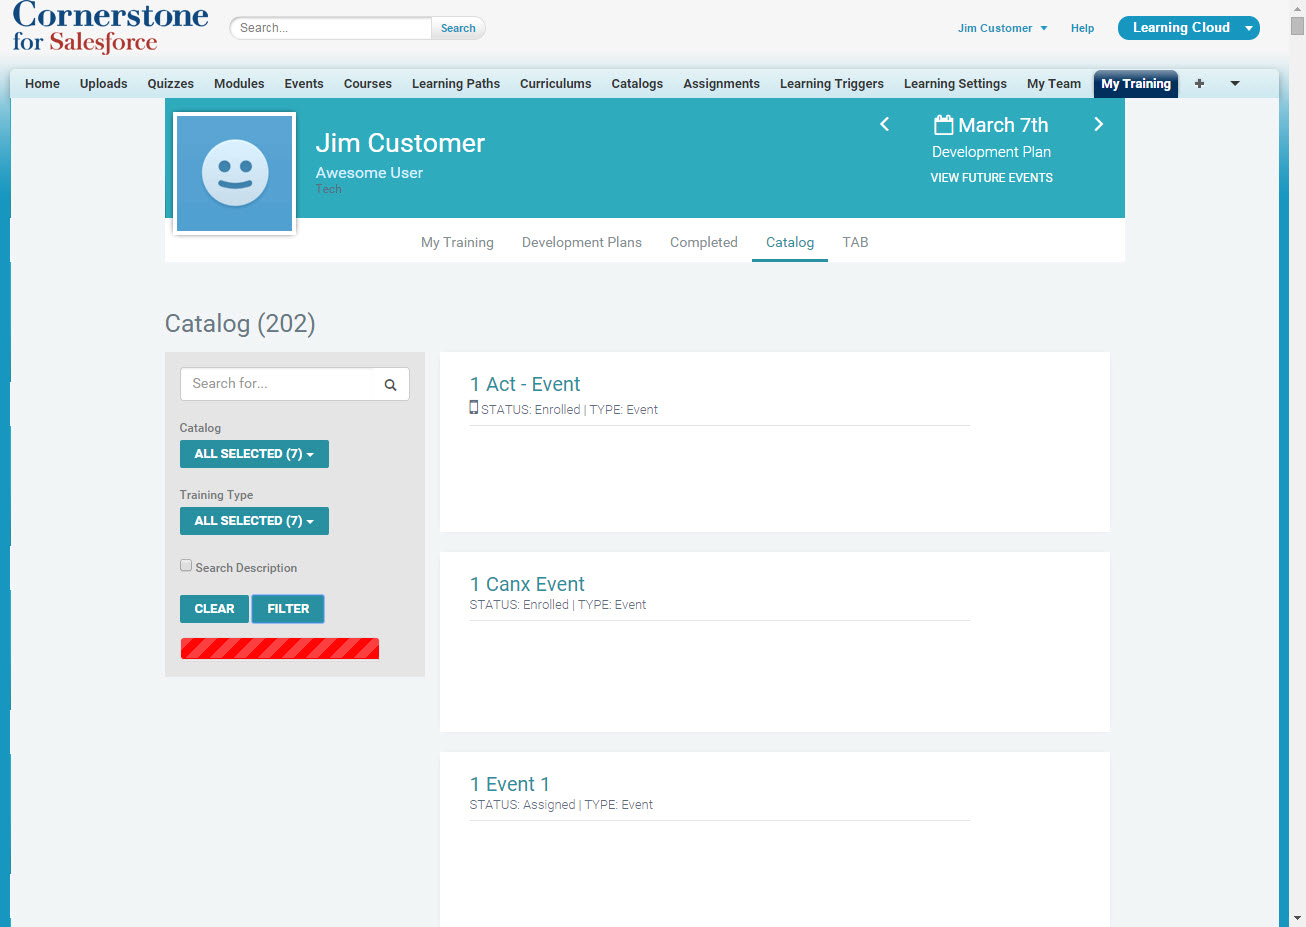 Cornerstone
for Salesforce
Search...
Search
Jim Customer
Help
Learning Cloud
Home Uploads Quizzes Modules Events Courses Learning Paths Curriculums Catalogs Assignments Learning Triggers Learning Settings My Team My Training +
Jim Customer
Awesome User
Tech
March 7th
Development Plan
VIEW FUTURE EVENTS
My Training Development Plans Completed Catalog TAB
Catalog (202)
Search for...
Catalog
ALL SELECTED (7)
Training Type
ALL SELECTED (7)
Search Description
CLEAR FILTER
1 Act - Event
STATUS: Enrolled | TYPE: Event
1 Canx Event
STATUS: Enrolled | TYPE: Event
1 Event 1
STATUS: Assigned | TYPE: Event